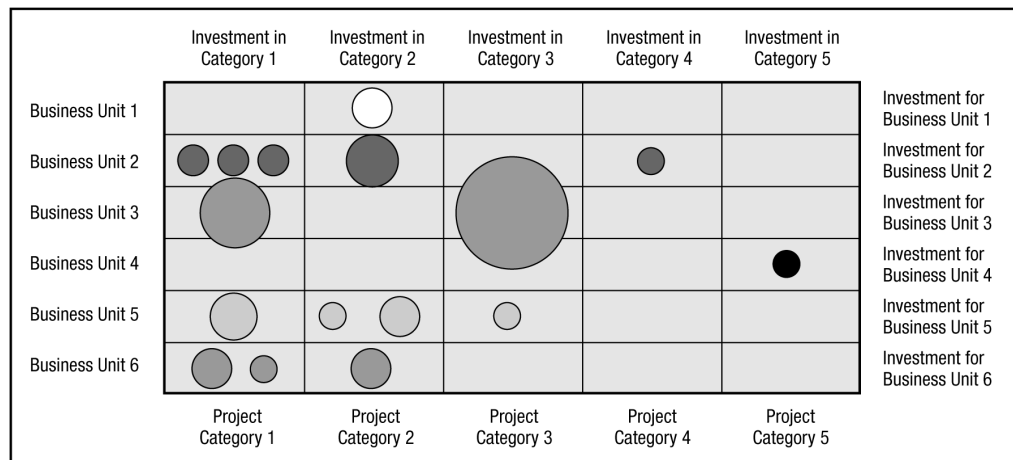 Investment in
Category 1
Investment in
Category 2
Investment in
Category 3
Investment in
Category 4
Investment in
Category 5
Business Unit 1
Investment for
Business Unit 1
Business Unit 2
Investment for
Business Unit 2
Business Unit 3
Investment for
Business Unit 3
Business Unit 4
Investment for
Business Unit 4
Business Unit 5
Investment for
Business Unit 5
Business Unit 6
Investment for
Business Unit 6
Project
Category 1
Project
Category 2
Project
Category 3
Project
Category 4
Project
Category 5